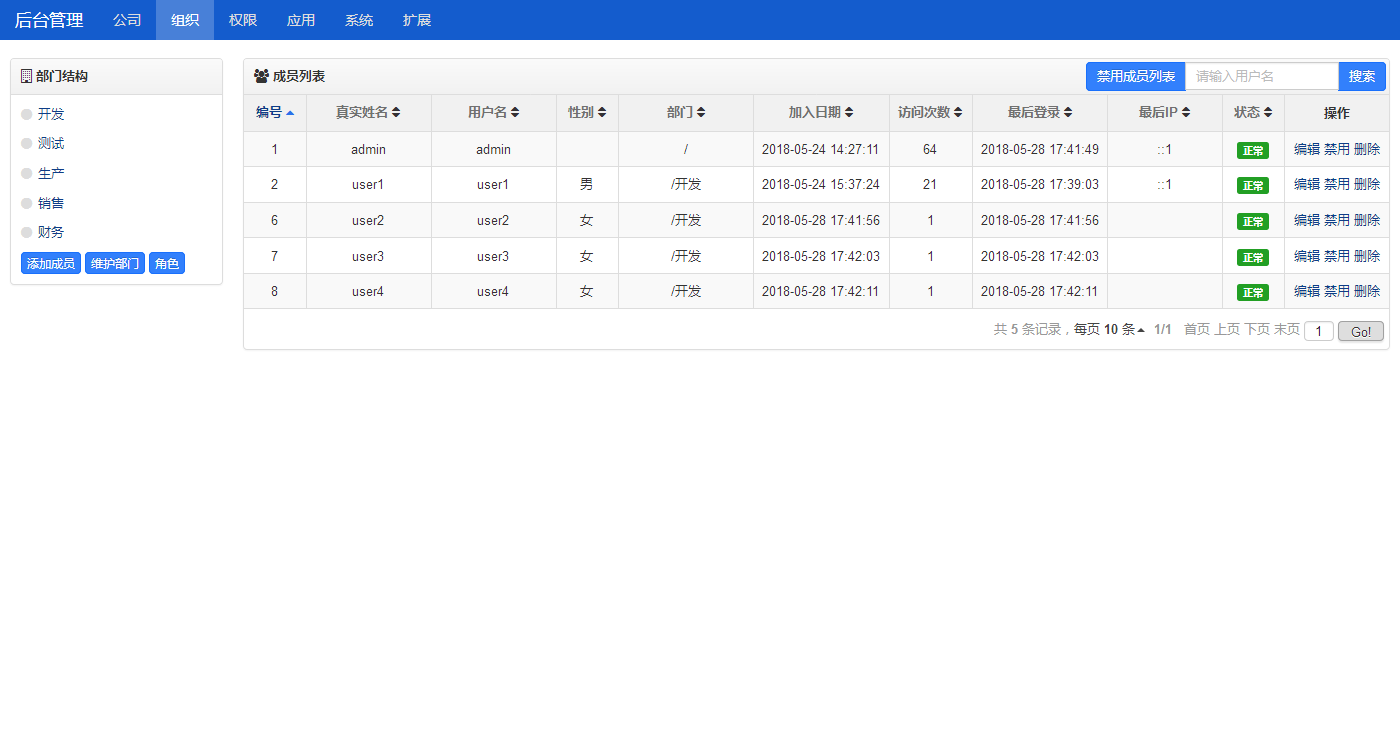 后台管理 公司 组织 权限 应用 系统 扩展
部门结构
开发
测试
生产
销售
财务
添加成员 维护部门 角色
成员列表 禁用成员列表 请输入用户名 搜索
编号 真实姓名 用户名 性别 部门 加入日期 访问次数 最后登录 最后IP 状态 操作
1 admin admin / 2018-05-24 14:27:11 64 2018-05-28 17:41:49 ::1 正常 编辑 禁用 删除
2 user1 user1 男 /开发 2018-05-24 15:37:24 21 2018-05-28 17:39:03 ::1 正常 编辑 禁用 删除
6 user2 user2 女 /开发 2018-05-28 17:41:56 1 2018-05-28 17:41:56 正常 编辑 禁用 删除
7 user3 user3 女 /开发 2018-05-28 17:42:03 1 2018-05-28 17:42:03 正常 编辑 禁用 删除
8 user4 user4 女 /开发 2018-05-28 17:42:11 1 2018-05-28 17:42:11 正常 编辑 禁用 删除
共 5 条记录，每页 10 条 1/1 首页 上页 下页 末页 1 Go!